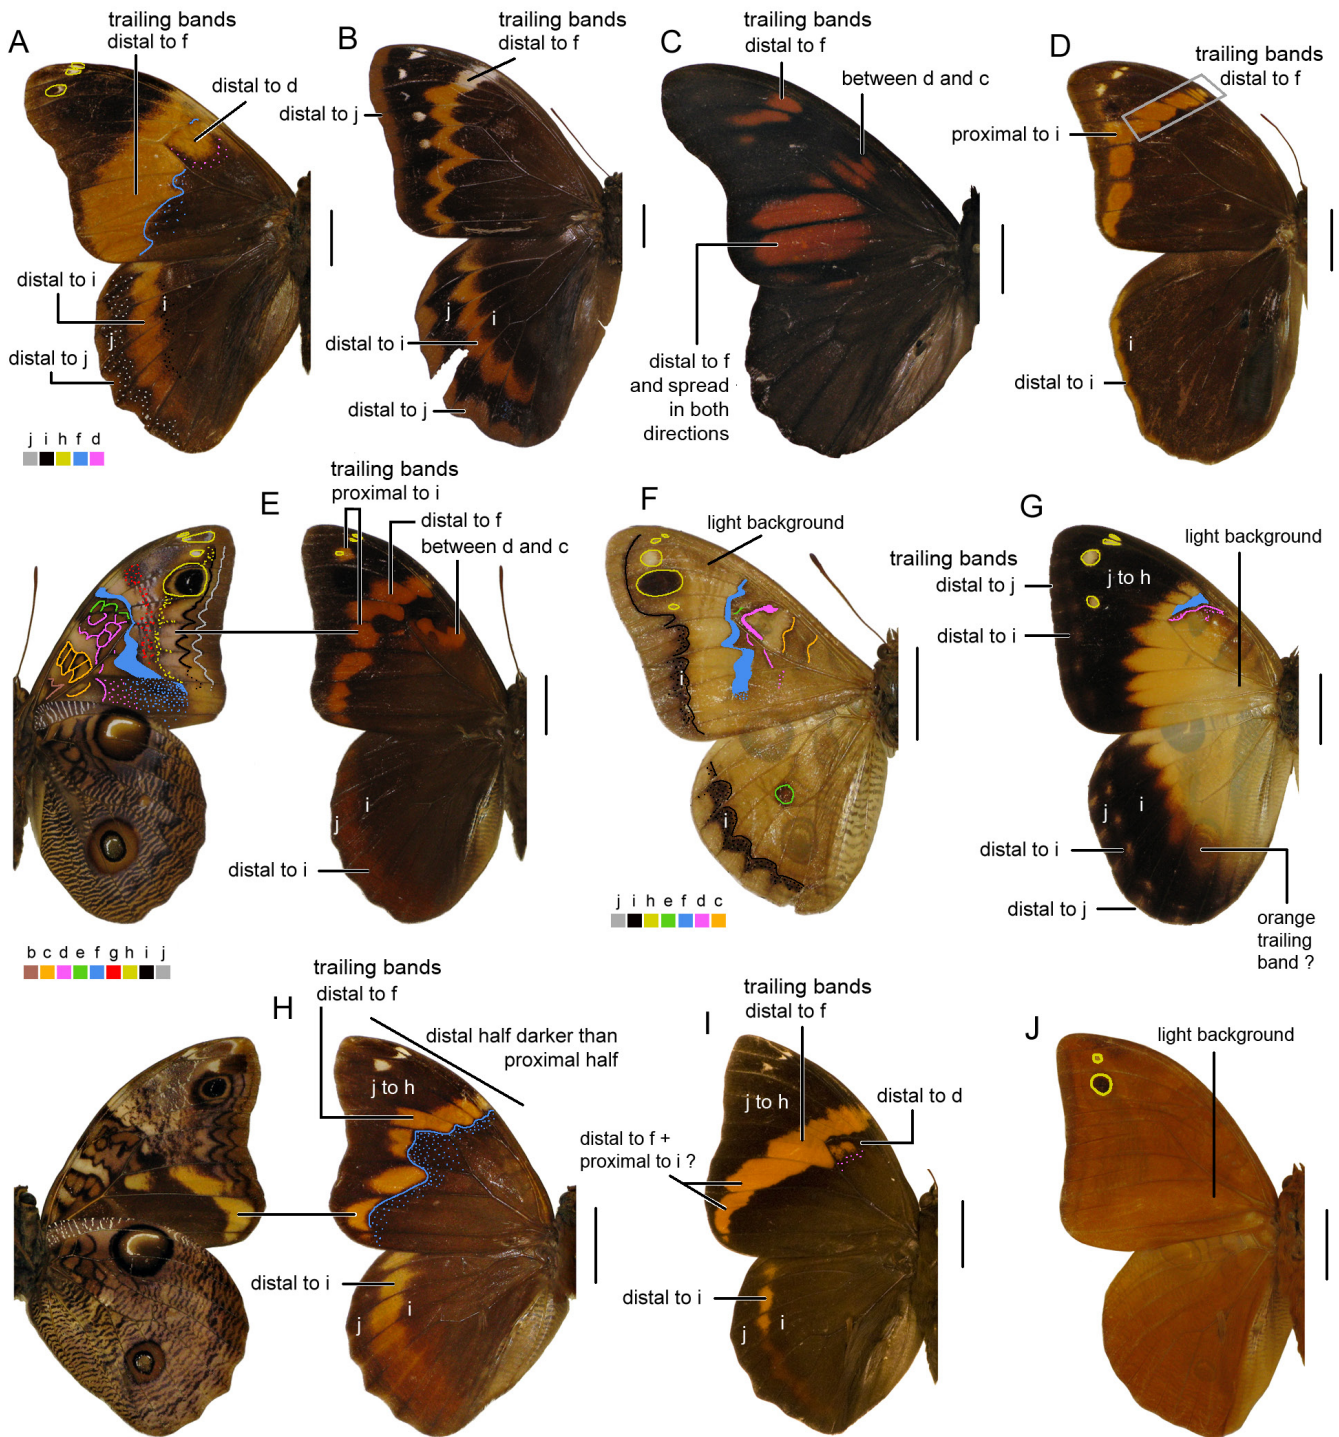 A
trailing bands
distal to f
distal to d
distal to i
i
j
distal to j
j i h f d
B
trailing bands
distal to f
distal to j
j
i
distal to i
distal to j
C
trailing bands
distal to f
between d and c
distal to f
and spread
in both
directions
D
trailing bands
distal to f
proximal to i
i
distal to i
E
trailing bands
proximal to i
distal to f
between d and c
i
j
distal to i
b c d e f g h i j
F
light background
i
i
j i h e f d c
G
trailing bands
distal to j
j to h
light background
distal to i
j
i
distal to i
distal to j
orange
trailing
band ?
H
trailing bands
distal to f
distal half darker than
proximal half
j to h
distal to i
i
j
I
trailing bands
distal to f
j to h
distal to d
distal to f +
proximal to i ?
distal to i
j
i
J
light background